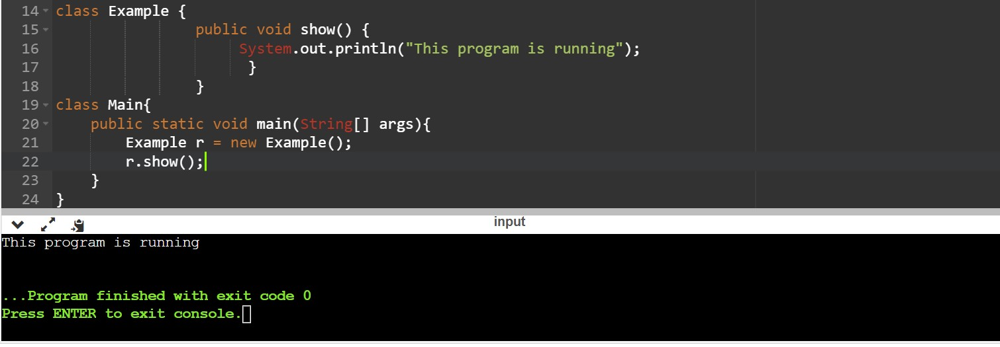 14 class Example {
15 public void show() {
16 System.out.println("This program is running");
17 }
18 }
19 class Main{
20 public static void main(String[] args){
21 Example r = new Example();
22 r.show();
23 }
24 }
input
This program is running
...Program finished with exit code 0
Press ENTER to exit console.